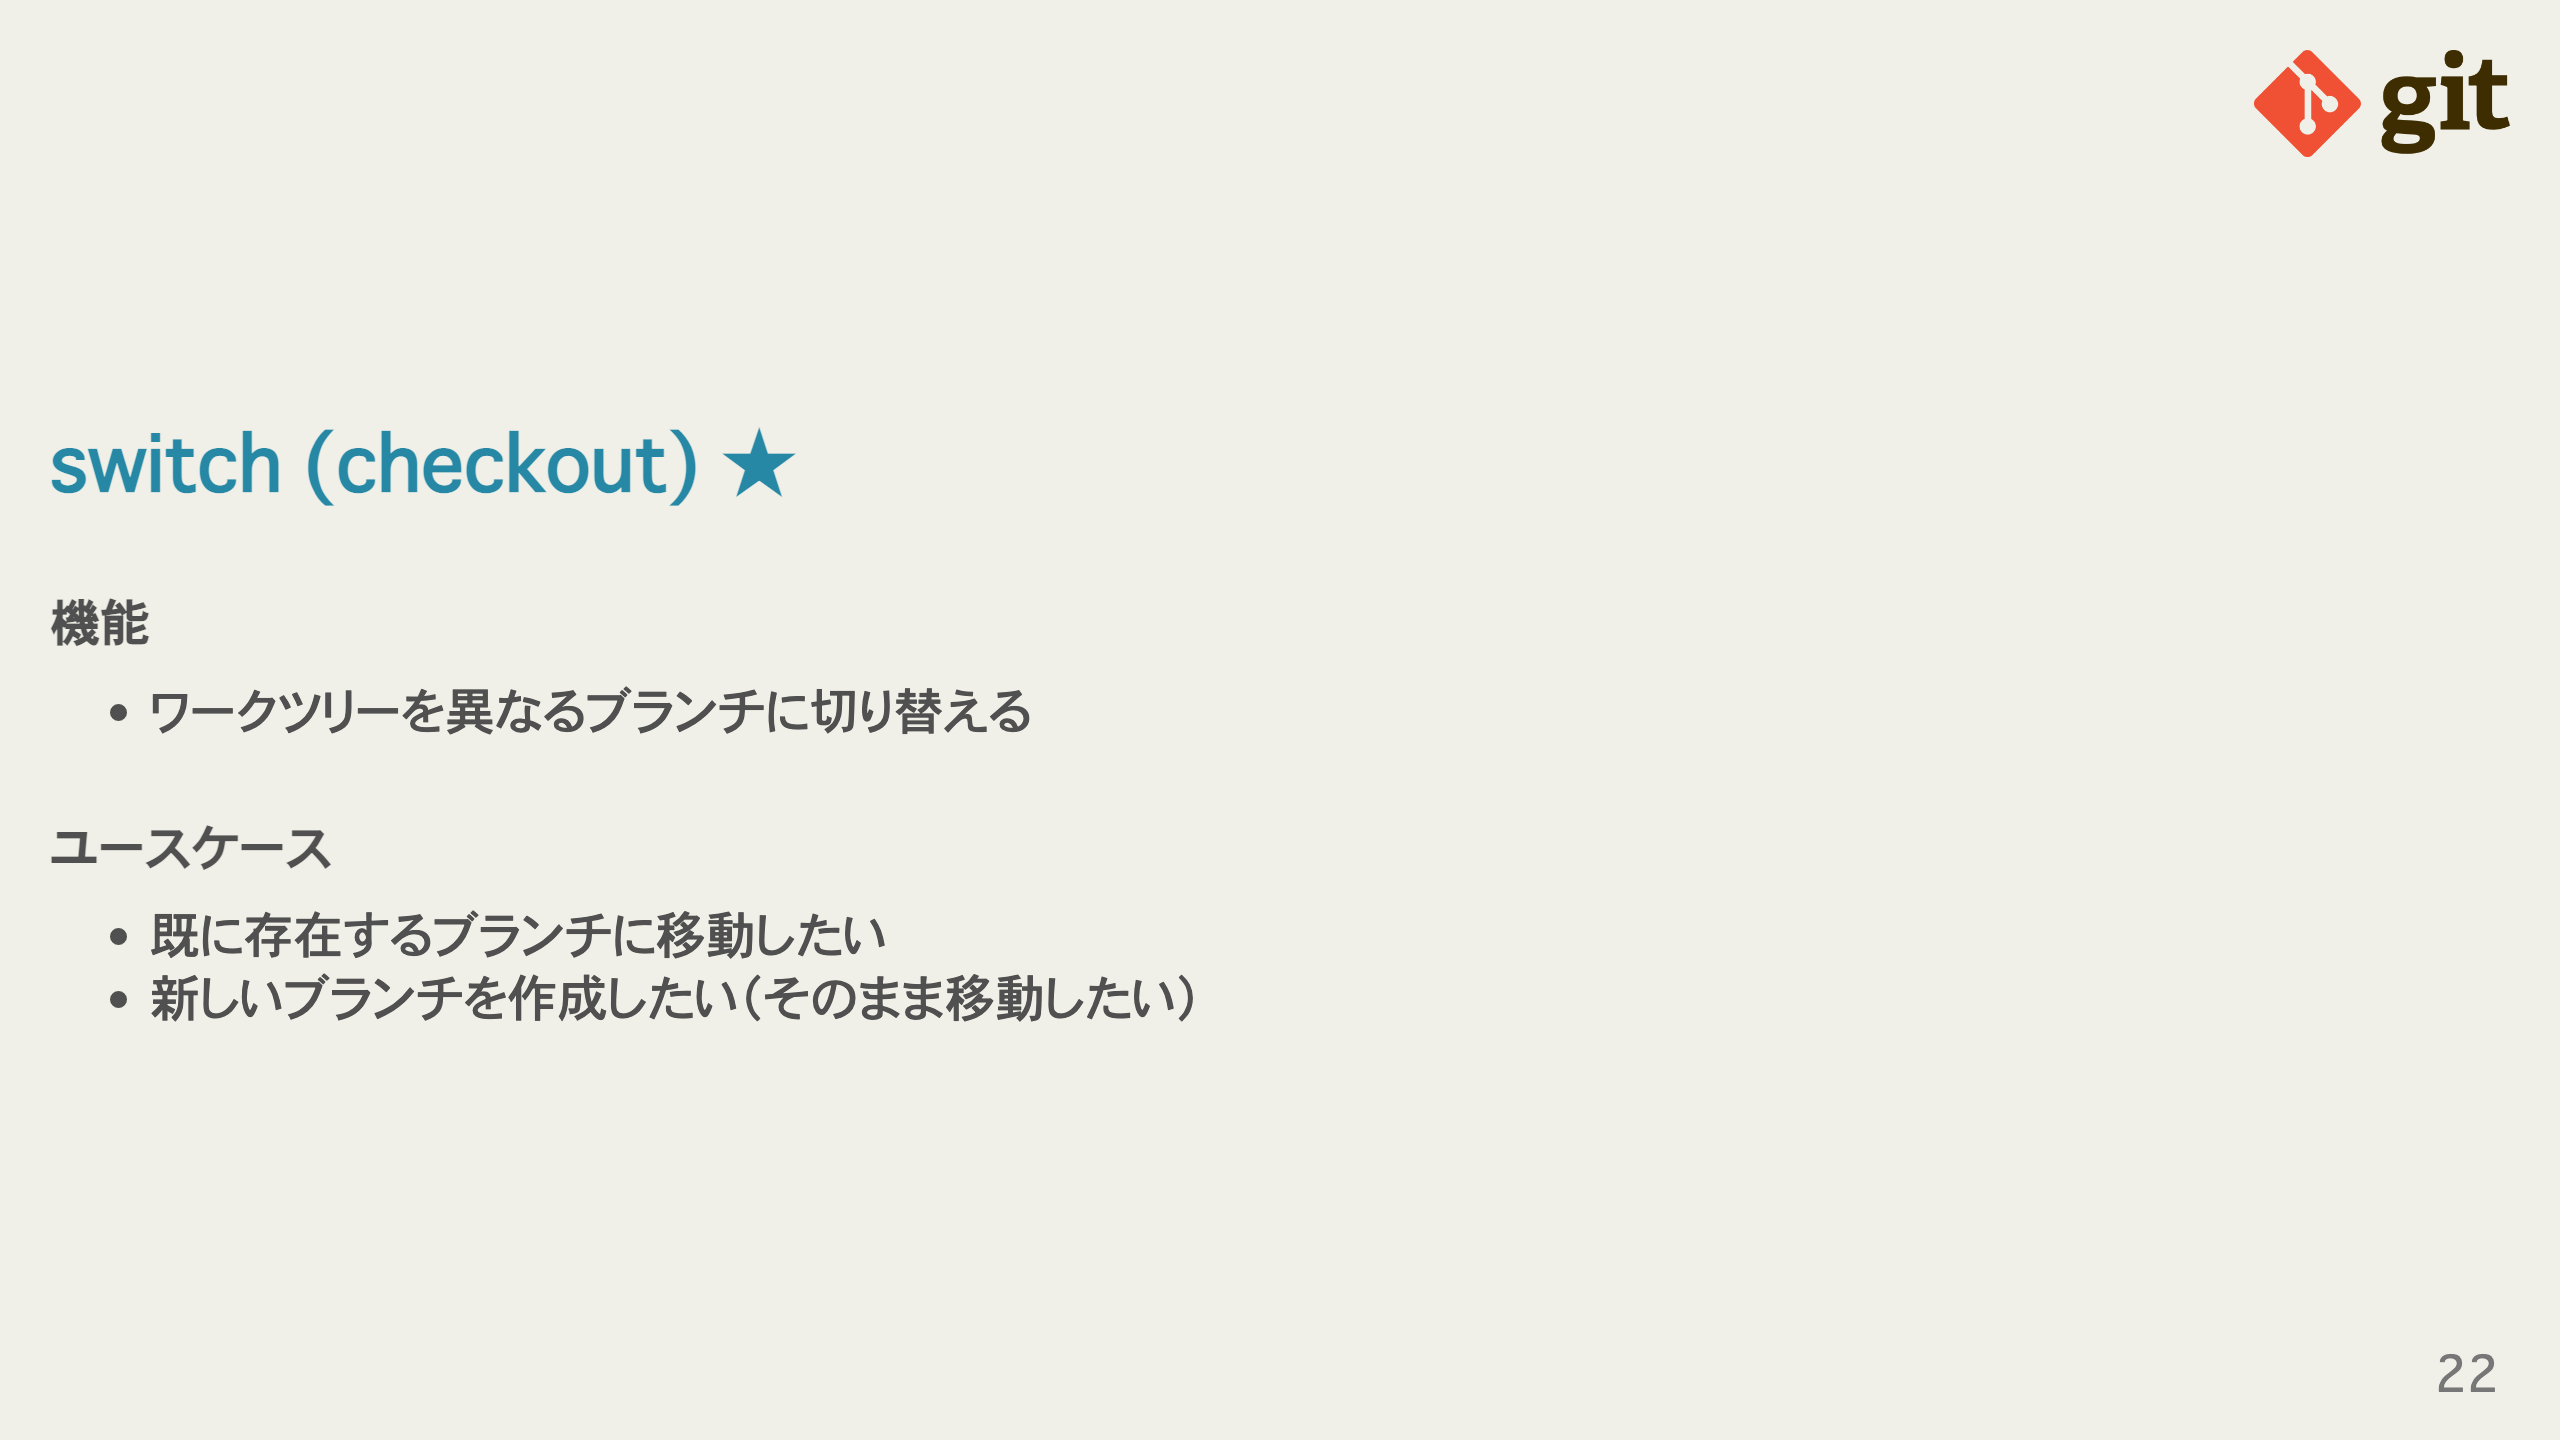 git
switch (checkout) ★
機能
• ワークツリーを異なるブランチに切り替える
ユースケース
• 既に存在するブランチに移動したい
• 新しいブランチを作成したい（そのまま移動したい）
22